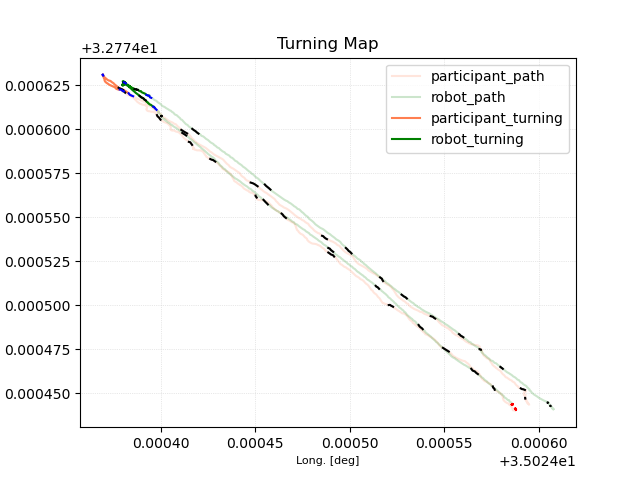 Turning Map
+3.2774e1
participant_path
robot_path
participant_turning
robot_turning
0.000625
0.000600
0.000575
0.000550
0.000525
0.000500
0.000475
0.000450
0.00040 0.00045 0.00050 0.00055 0.00060
Long. [deg]
+3.5024e1